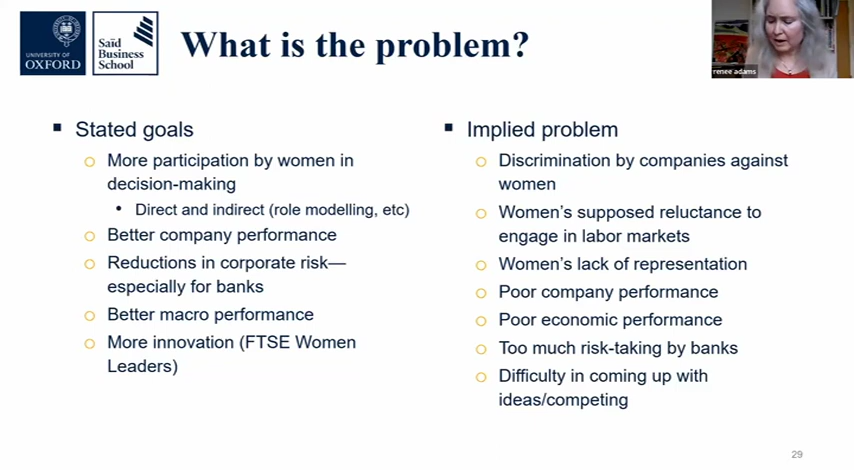 UNIVERSITY OF
OXFORD
Saïd
Business
School
What is the problem?
renee adams
Stated goals
More participation by women in
decision-making
Direct and indirect (role modelling, etc)
Better company performance
Reductions in corporate risk—
especially for banks
Better macro performance
More innovation (FTSE Women
Leaders)
Implied problem
Discrimination by companies against
women
Women's supposed reluctance to
engage in labor markets
Women's lack of representation
Poor company performance
Poor economic performance
Too much risk-taking by banks
Difficulty in coming up with
ideas/competing
29